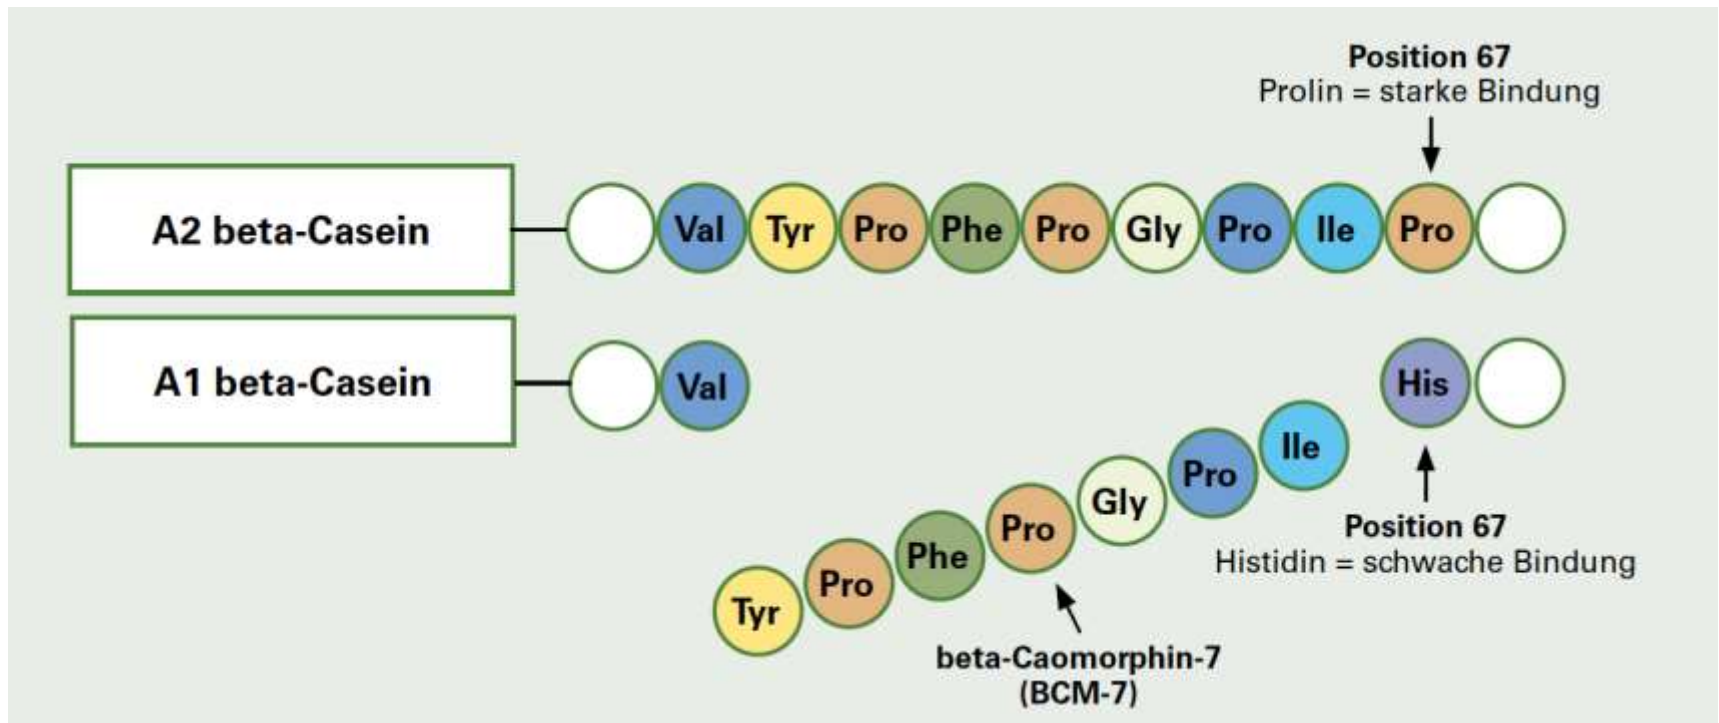 Position 67
Prolin = starke Bindung
A2 beta-Casein
Val Tyr Pro Phe Pro Gly Pro Ile Pro
A1 beta-Casein
Val
His
Tyr Pro Phe Pro Gly Pro Ile
Position 67
Histidin = schwache Bindung
beta-Caomorphin-7
(BCM-7)